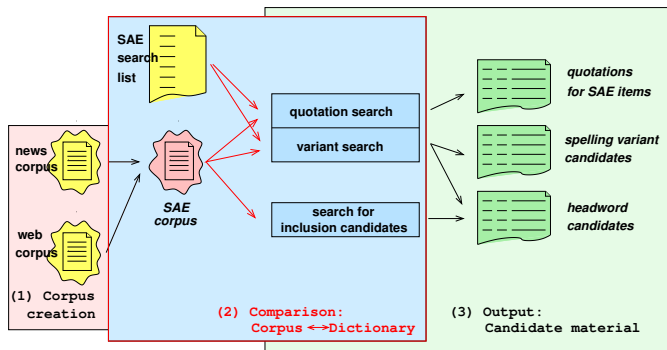 SAE
search
list
quotation search
variant search
quotations
for SAE items
news
corpus
SAE
corpus
spelling variant
candidates
web
corpus
search for
inclusion candidates
headword
candidates
(1) Corpus
creation
(2) Comparison:
Corpus ↔ Dictionary
(3) Output:
Candidate material